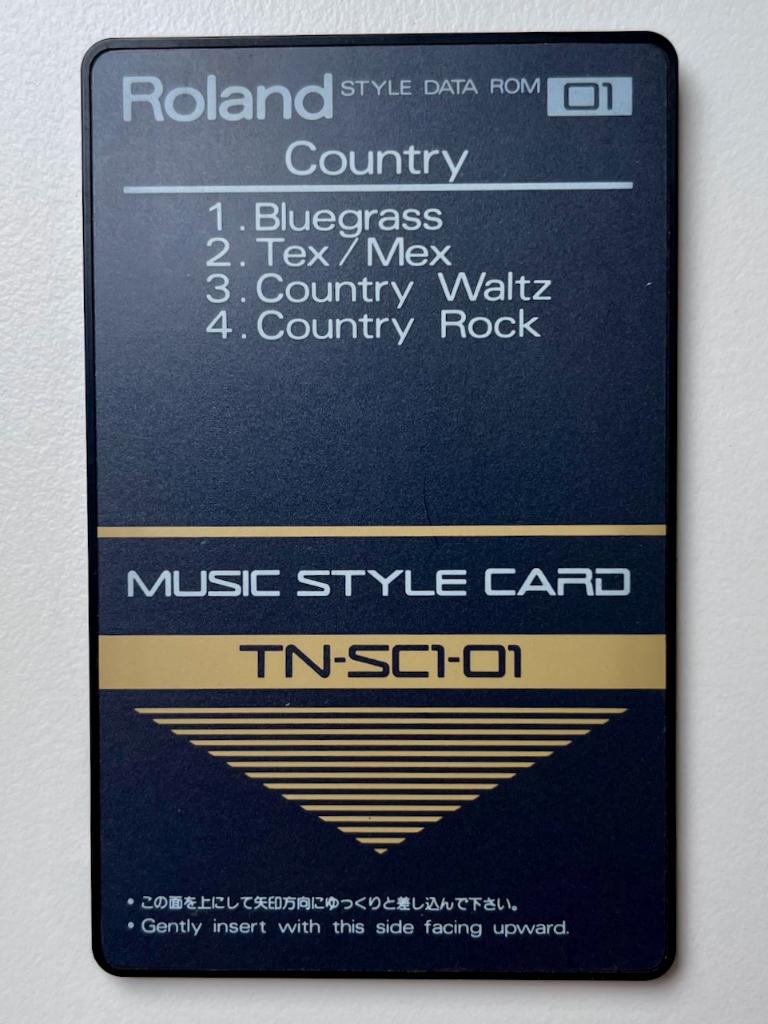 Roland STYLE DATA ROM 01
Country
1. Bluegrass
2. Tex/Mex
3. Country Waltz
4. Country Rock
MUSIC STYLE CARD
TN-SC1-01
• この面を上にして矢印方向にゆっくりと差し込んで下さい。
• Gently insert with this side facing upward.